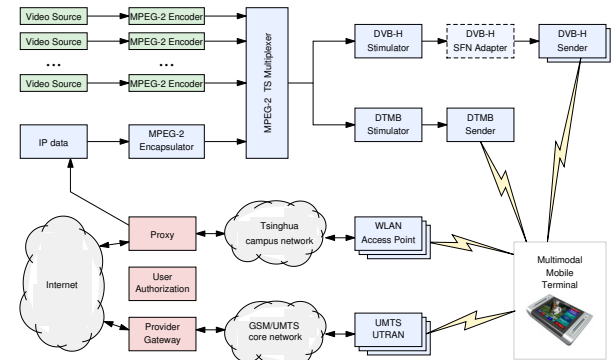 Video Source
MPEG-2 Encoder
Video Source
MPEG-2 Encoder
...
...
Video Source
MPEG-2 Encoder
IP data
MPEG-2
Encapsulator
MPEG-2 TS Multiplexer
DVB-H
Stimulator
DVB-H
SFN Adapter
DVB-H
Sender
DTMB
Stimulator
DTMB
Sender
Internet
Proxy
User
Authorization
Provider
Gateway
Tsinghua
campus network
GSM/UMTS
core network
WLAN
Access Point
UMTS
UTRAN
Multimodal
Mobile
Terminal